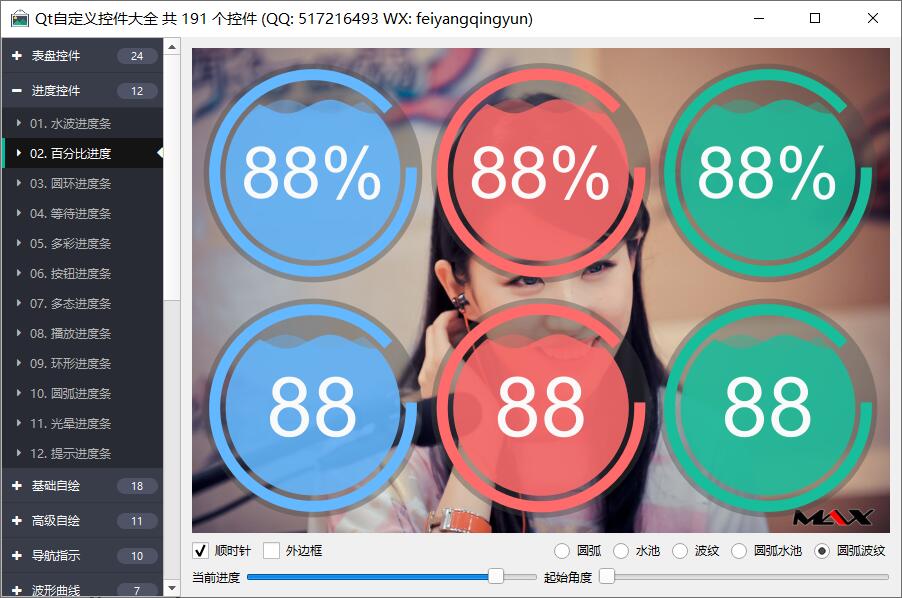 Qt自定义控件大全 共 191 个控件 (QQ: 517216493 WX: feiyangqingyun)
表盘控件 24
进度控件 12
01. 水波进度条
02. 百分比进度
03. 圆环进度条
04. 等待进度条
05. 多彩进度条
06. 按钮进度条
07. 多态进度条
08. 播放进度条
09. 环形进度条
10. 圆弧进度条
11. 光晕进度条
12. 提示进度条
基础自绘 18
高级自绘 11
导航指示 10
波形曲线 7
88% 88% 88%
88 88 88
MAX
顺时针 外边框 圆弧 水池 波纹 圆弧水池 圆弧波纹
当前进度 起始角度